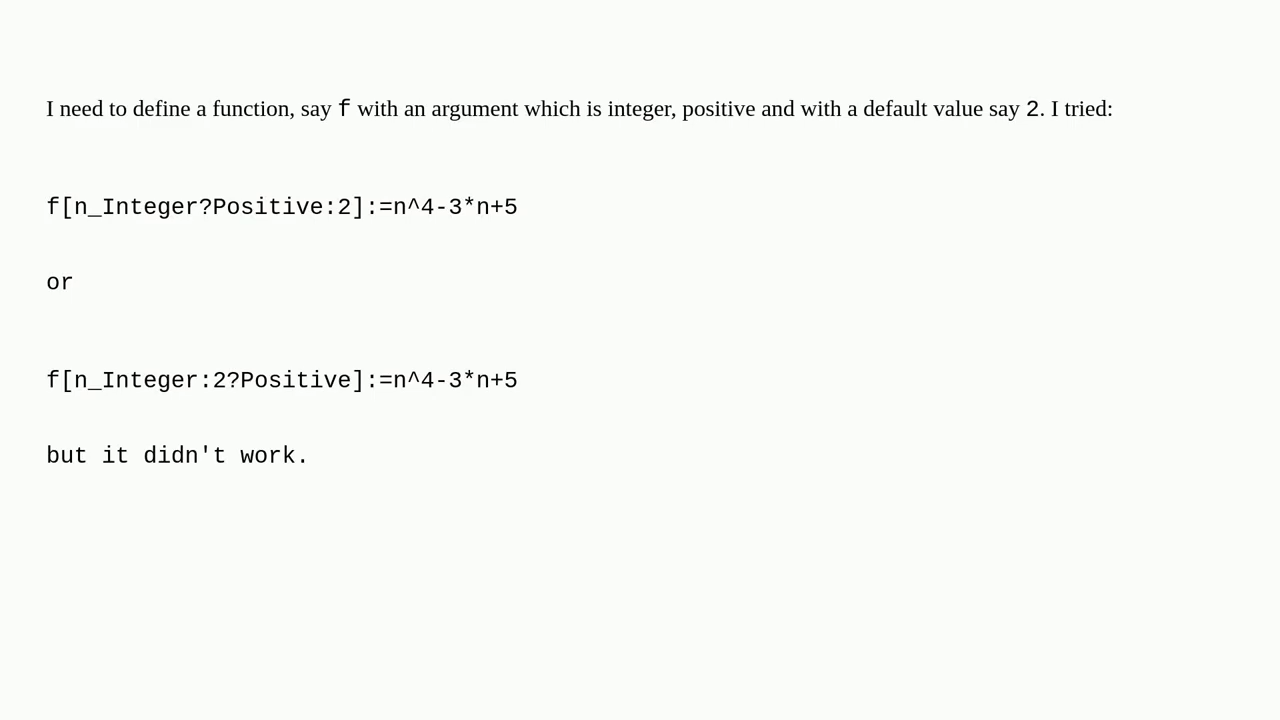 I need to define a function, say f with an argument which is integer, positive and with a default value say 2. I tried:
f[n_Integer?Positive:2]:=n^4-3*n+5
or
f[n_Integer:2?Positive]:=n^4-3*n+5
but it didn't work.